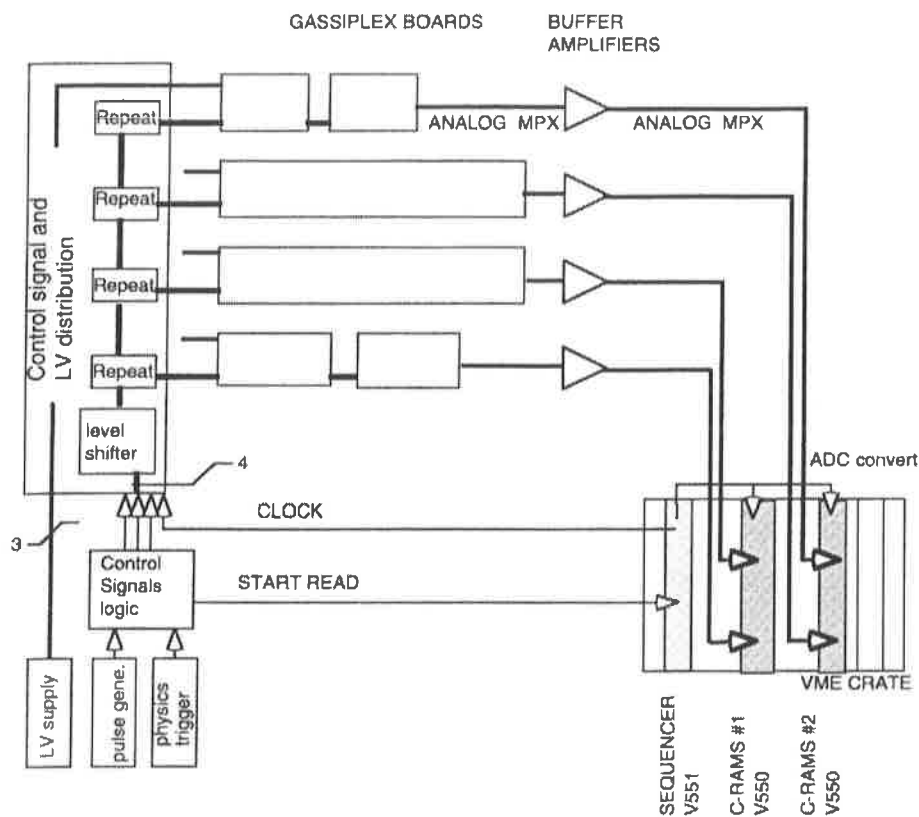 GASSIPLEX BOARDS
BUFFER
AMPLIFIERS
Control signal and
LV distribution
Repeat
ANALOG MPX
ANALOG MPX
Repeat
Repeat
Repeat
level
shifter
4
ADC convert
CLOCK
3
Control
Signals
logic
START READ
LV supply
pulse gene.
physics
trigger
VME CRATE
SEQUENCER
V551
C-RAMS #1
V550
C-RAMS #2
V550